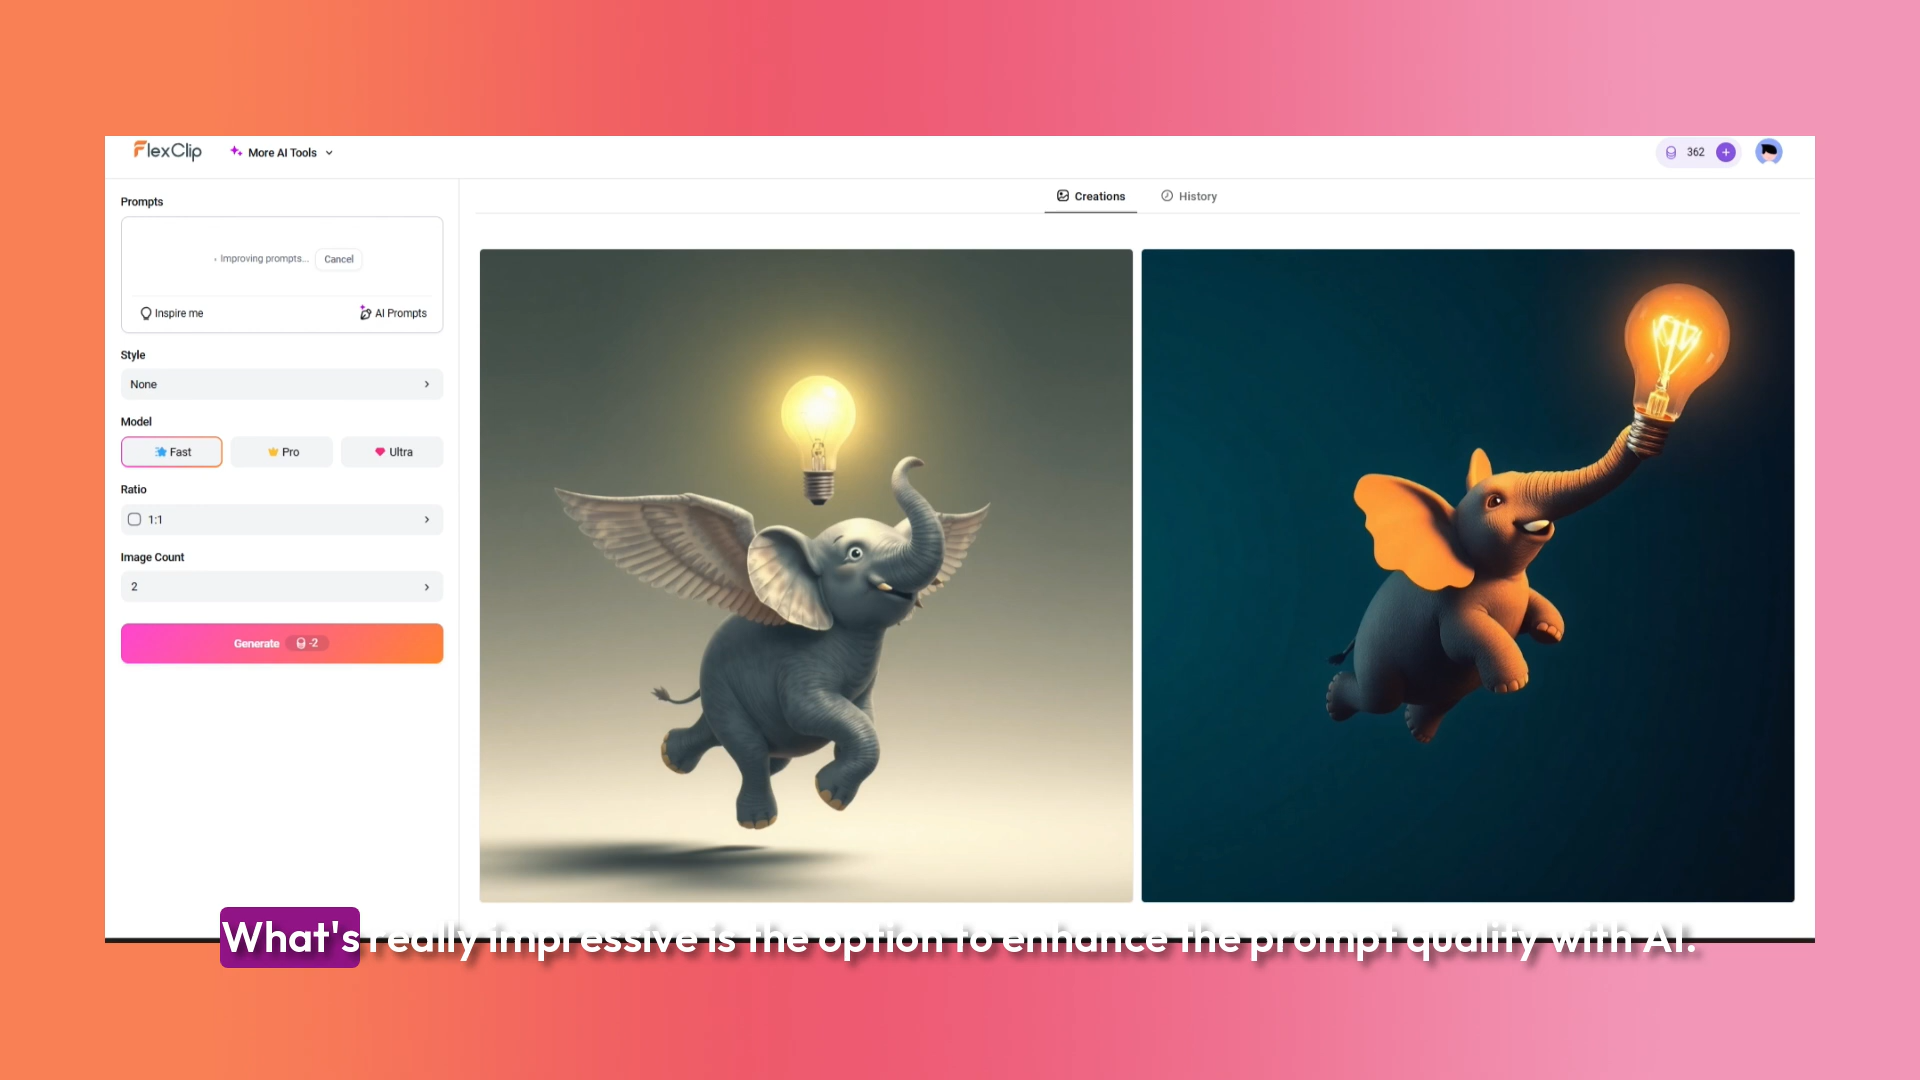 FlexClip
More AI Tools
362
Prompts
Creations
History
Improving prompts...
Cancel
Inspire me
AI Prompts
Style
None
Model
Fast
Pro
Ultra
Ratio
1:1
Image Count
2
Generate
-2
What's really impressive is the option to enhance the prompt quality with AI.